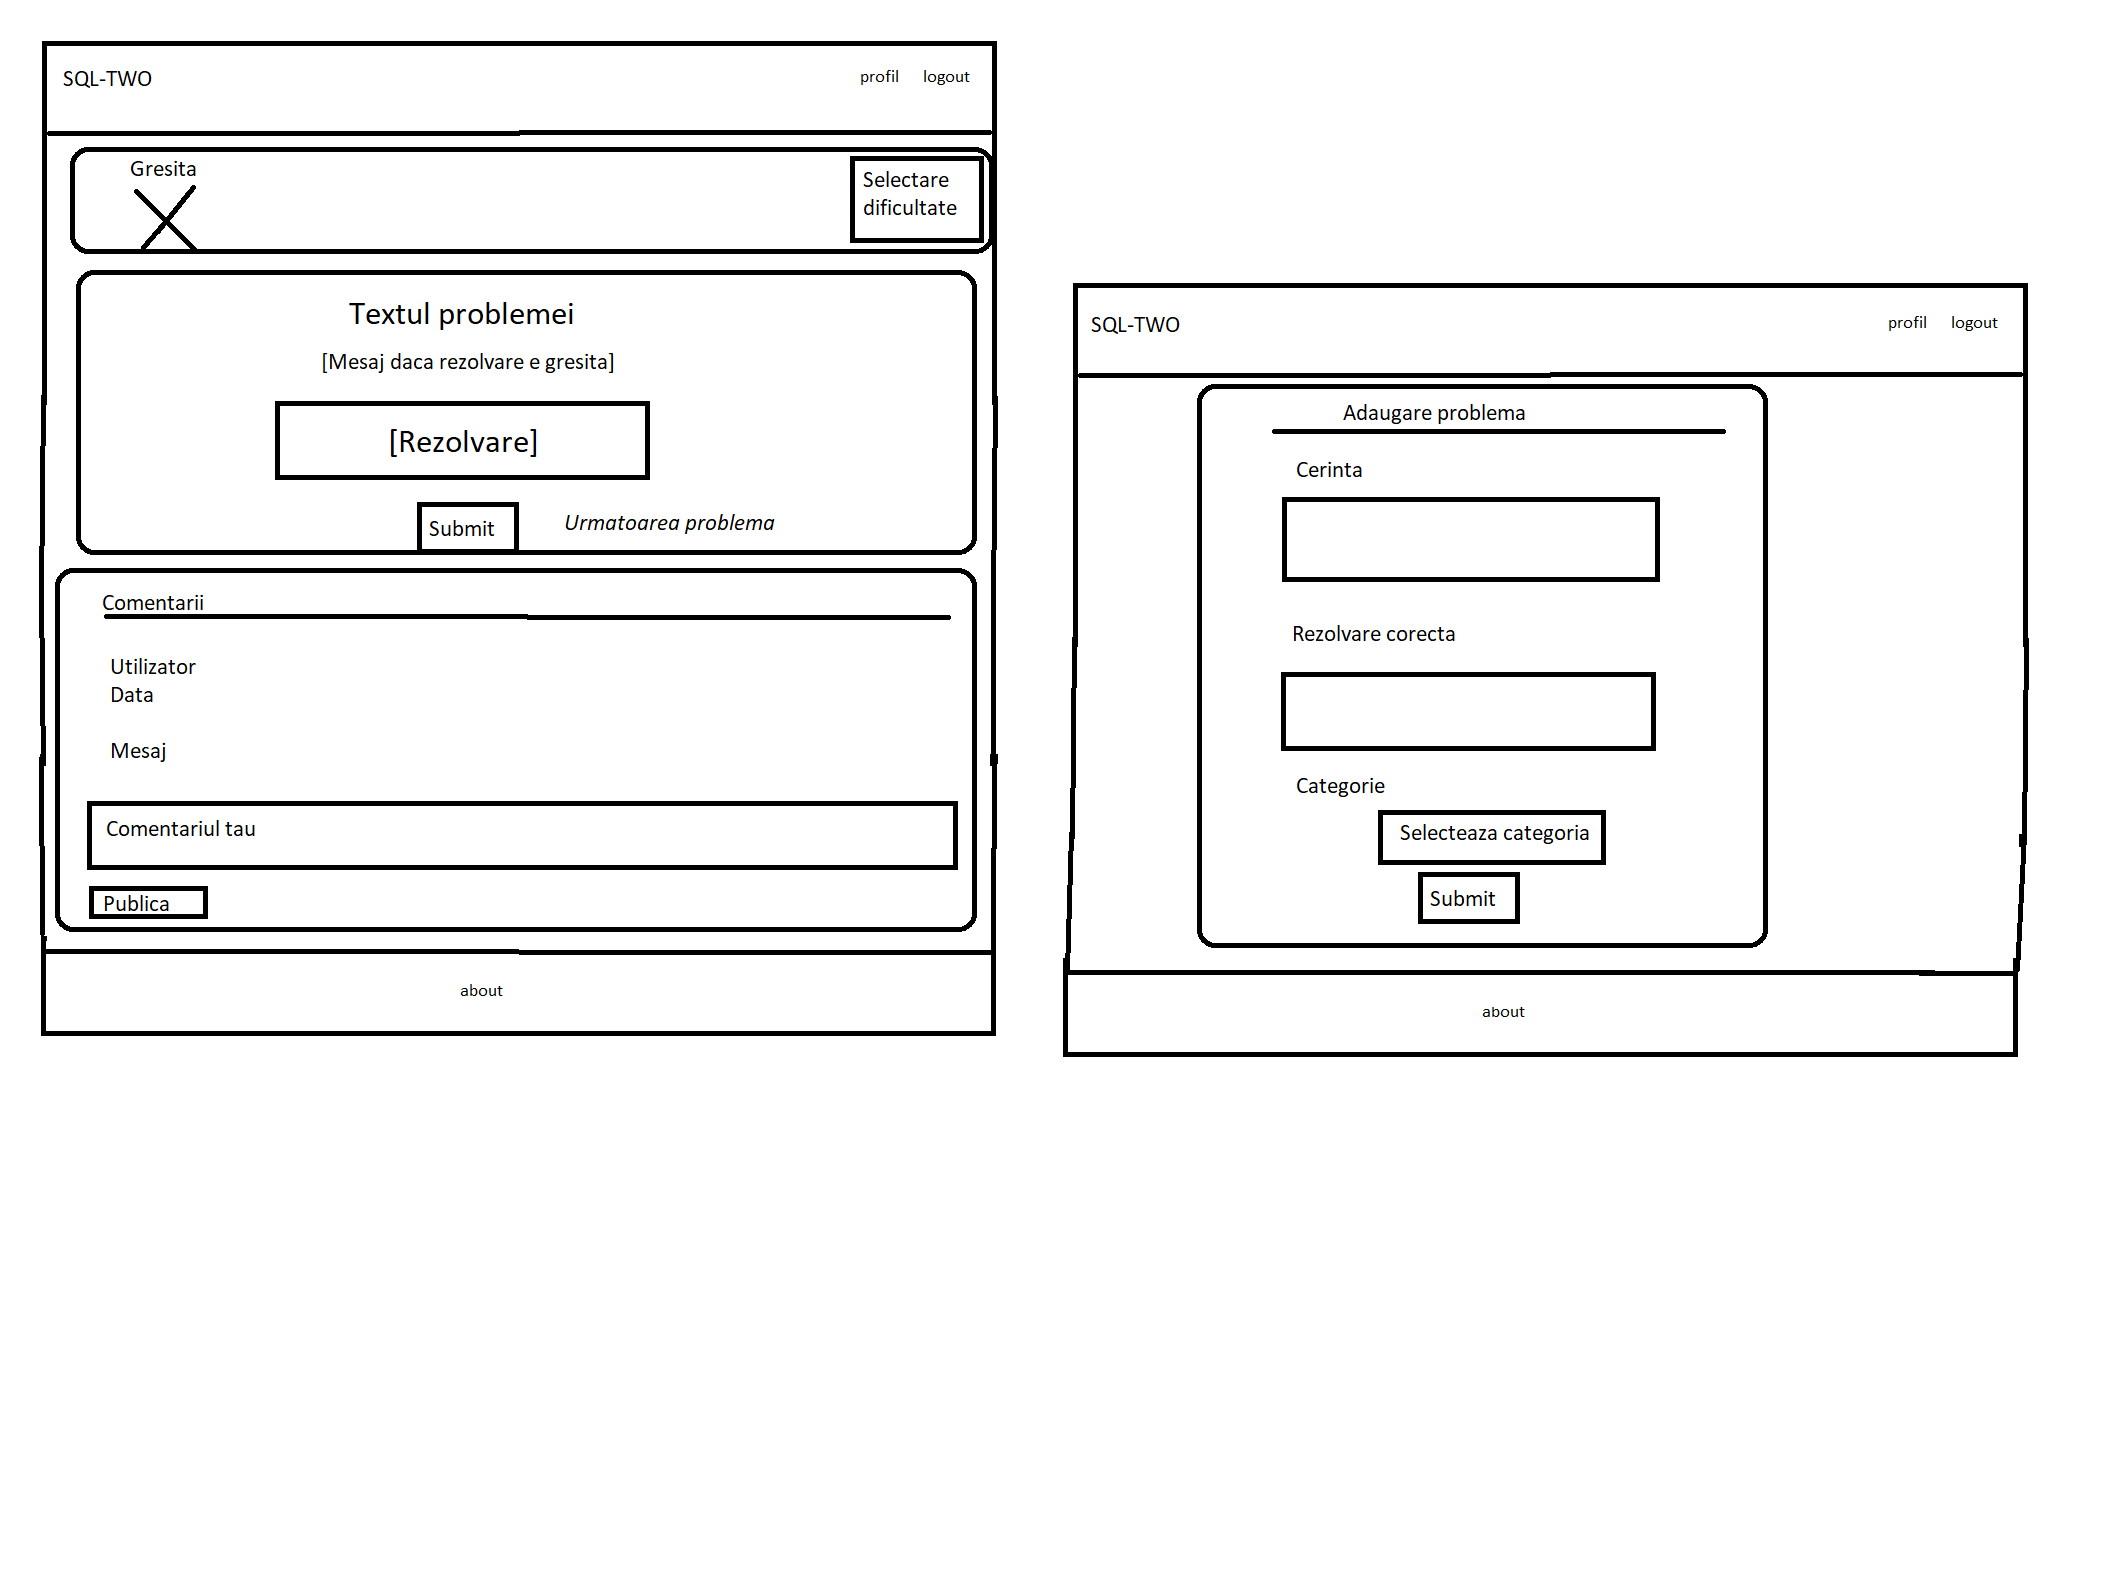 SQL-TWO
profil logout
Gresita
Selectare
dificultate
Textul problemei
[Mesaj daca rezolvare e gresita]
[Rezolvare]
Submit
Urmatoarea problema
Comentarii
Utilizator
Data
Mesaj
Comentariul tau
Publica
about
SQL-TWO
profil logout
Adaugare problema
Cerinta
Rezolvare corecta
Categorie
Selecteaza categoria
Submit
about